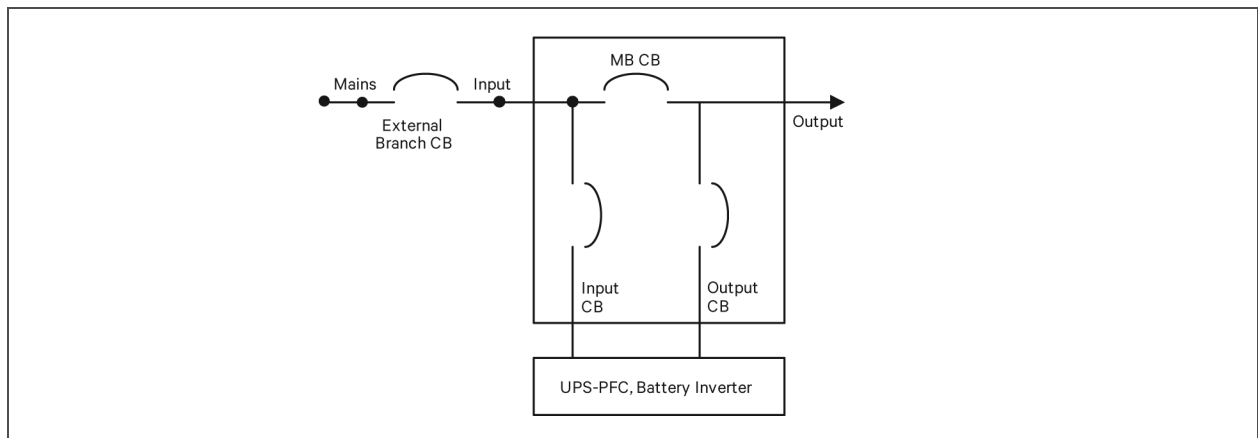 MB CB
Mains
Input
External
Branch CB
Output
Input
CB
Output
CB
UPS-PFC, Battery Inverter